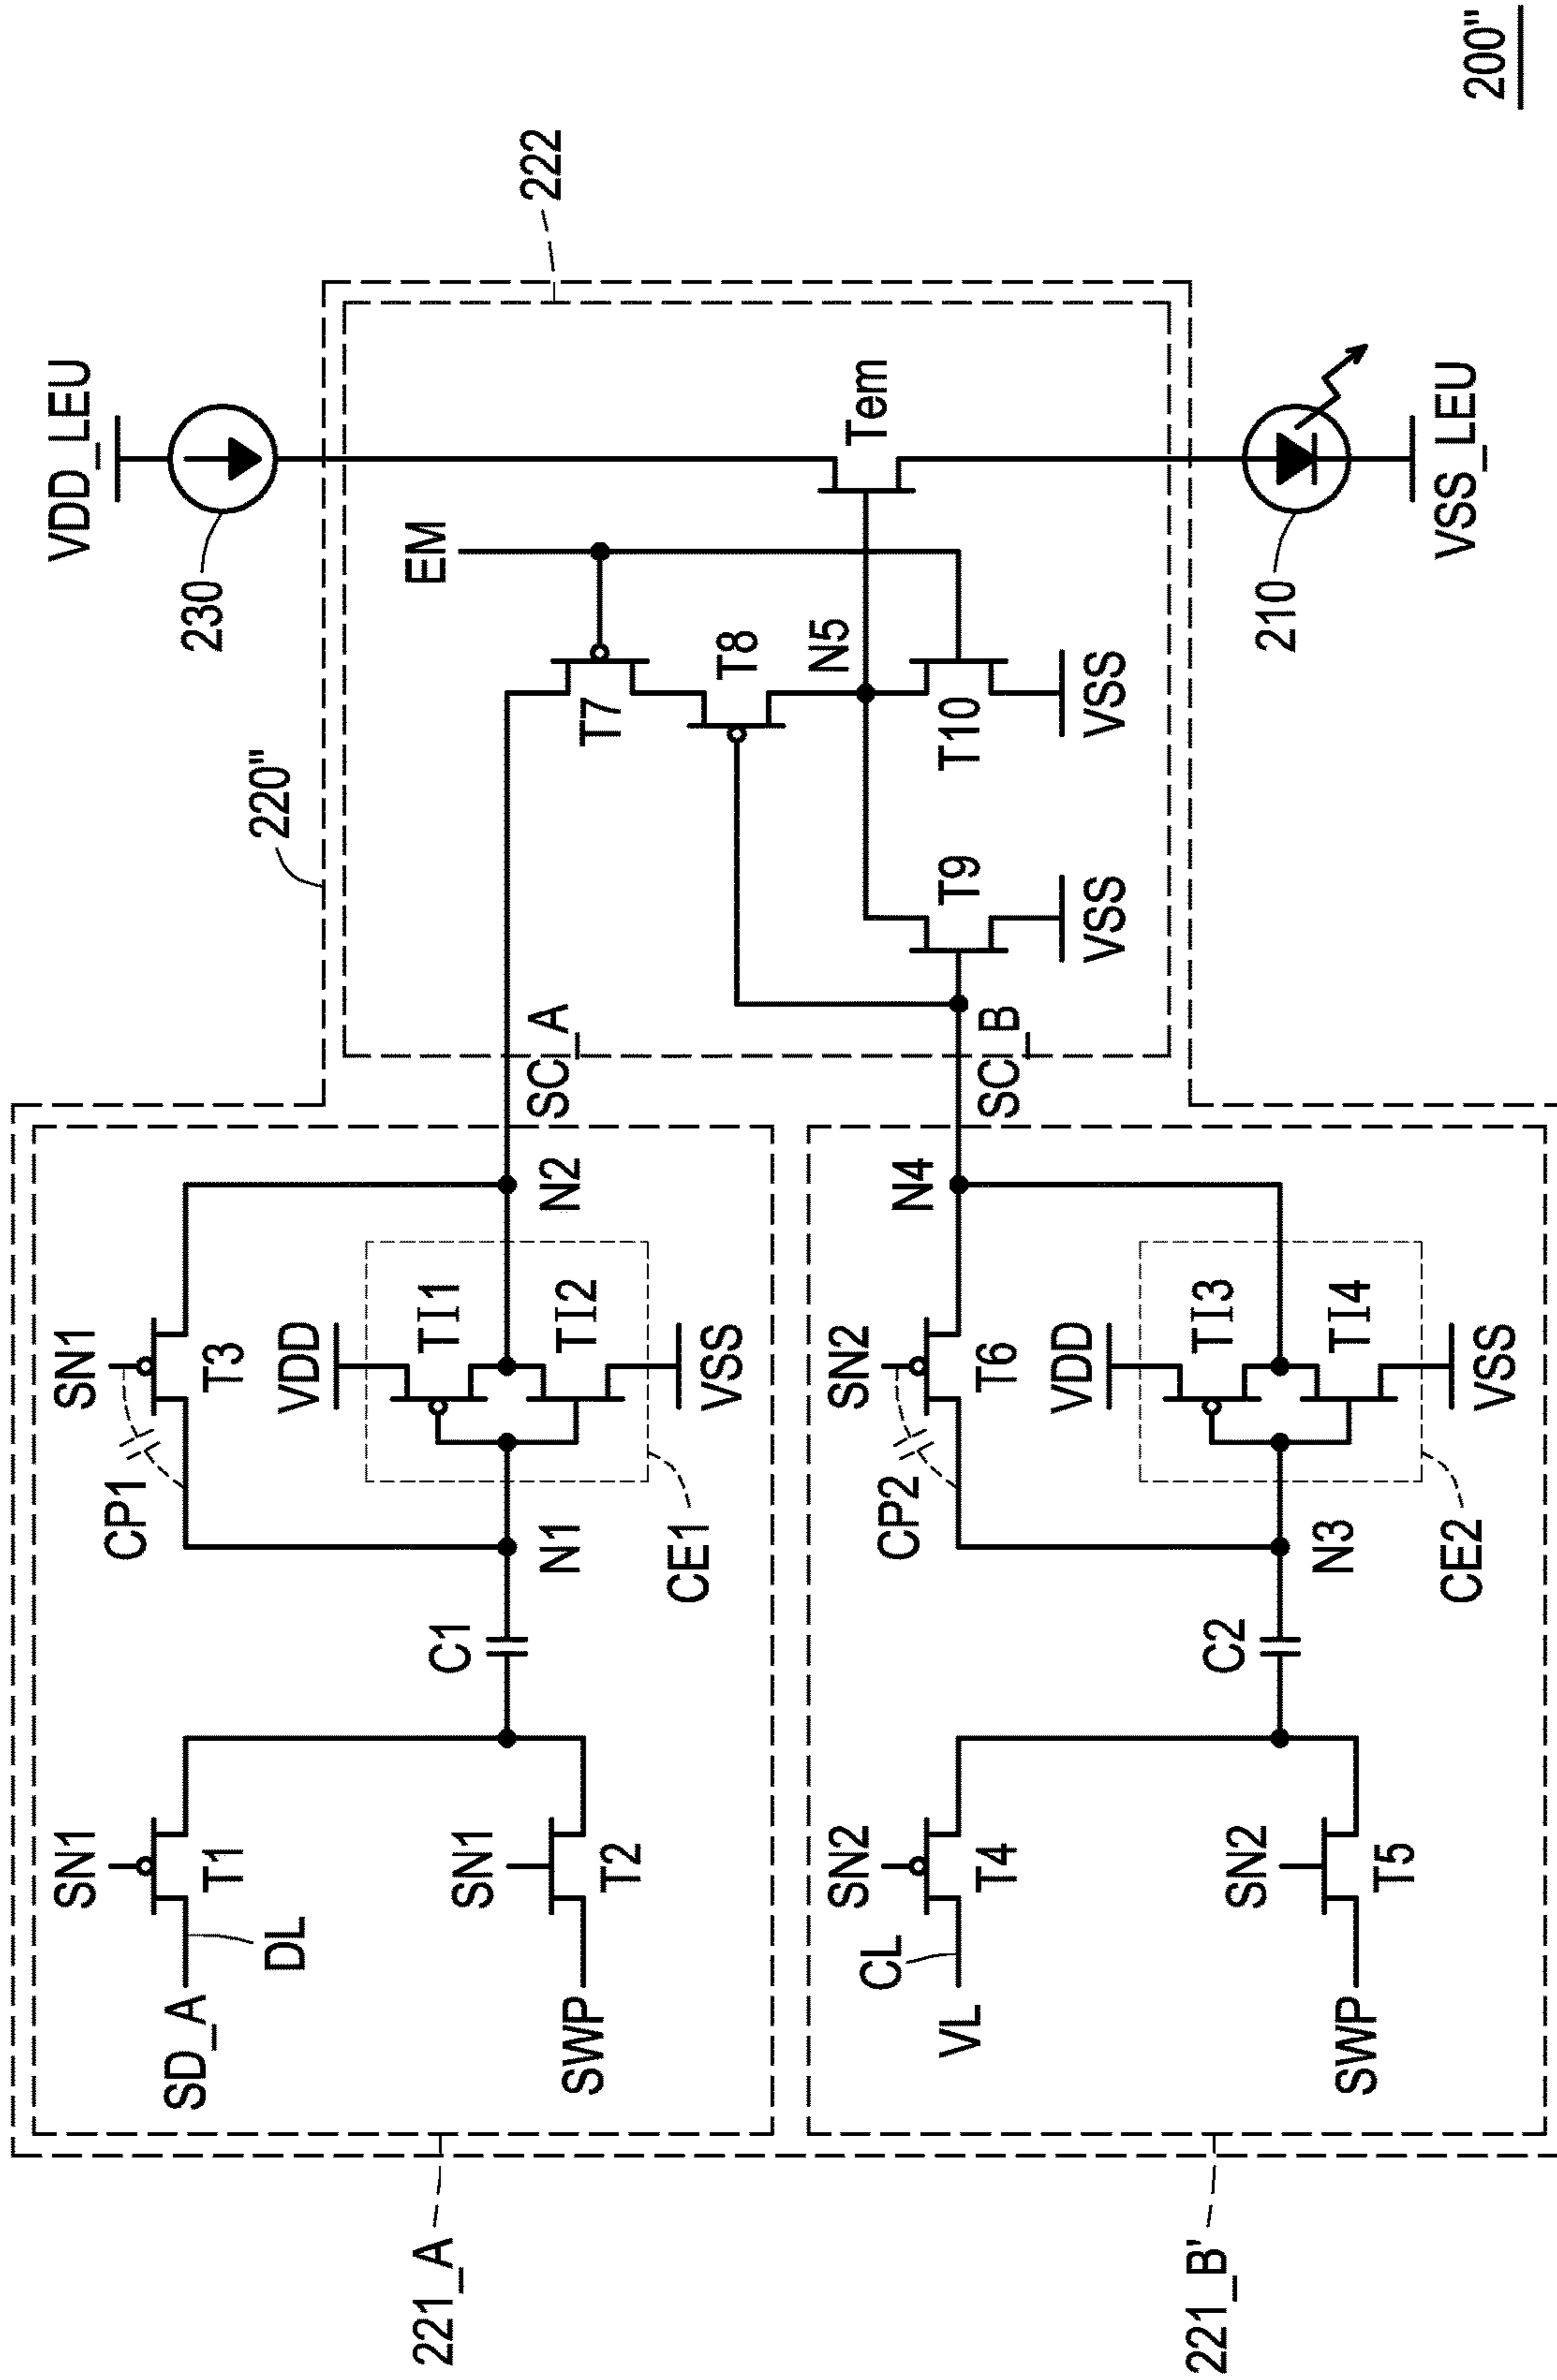 VDD_LEU
230
222
220"
EM
T7
T8
N5
Tem
T10
VSS
T9
VSS
210
VSS_LEU
200"
SC_A
SC_B
SN1
T3
CP1
N2
VDD
TI1
TI2
VSS
N1
CE1
C1
SN1
T1
DL
SD_A
SN1
T2
SWP
221_A
SN2
T6
CP2
N4
VDD
TI3
TI4
VSS
N3
CE2
C2
SN2
T4
CL
VL
SN2
T5
SWP
221_B'